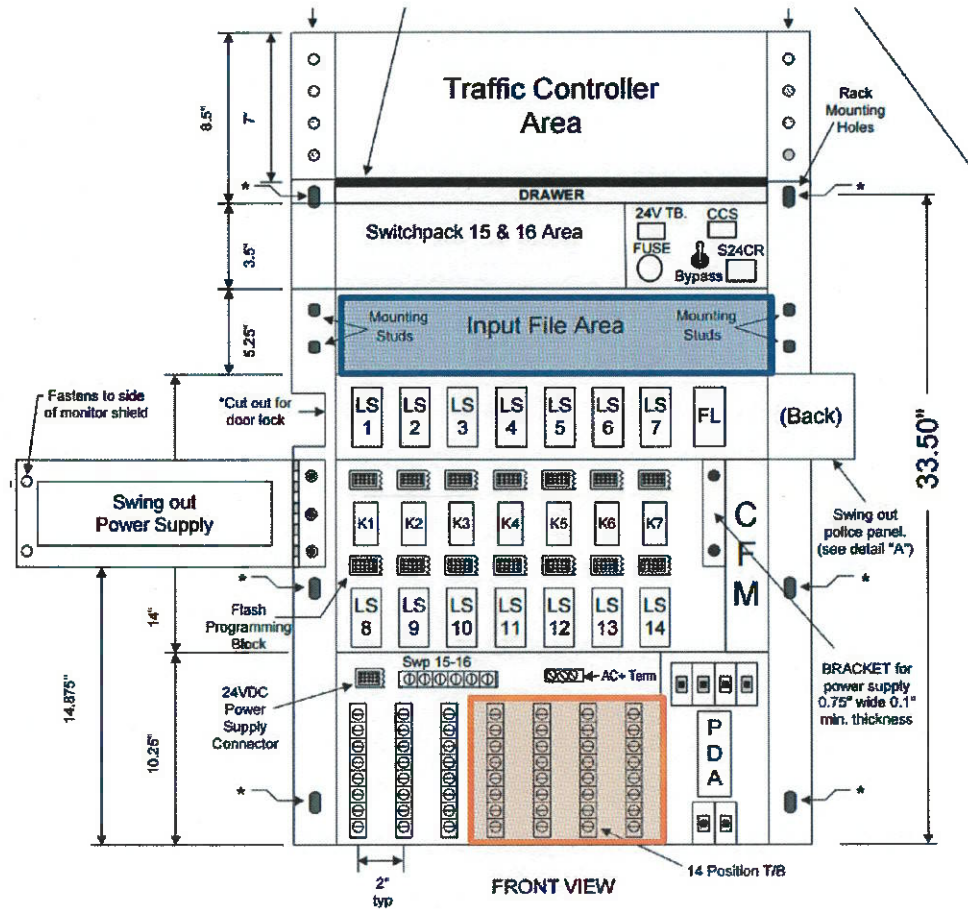 Traffic Controller
Area
Rack
Mounting
Holes
8.5"
7"
*
*
DRAWER
Switchpack 15 & 16 Area
24V TB.
CCS
FUSE
S24CR
Bypass
3.5"
5.25"
Mounting
Studs
Input File Area
Mounting
Studs
Fastens to side
of monitor shield
*Cut out for
door lock
LS
1
LS
2
LS
3
LS
4
LS
5
LS
6
LS
7
FL
(Back)
33.50"
Swing out
Power Supply
K1
K2
K3
K4
K5
K6
K7
C
F
M
Swing out
police panel.
(see detail "A")
*
*
14"
Flash
Programming
Block
LS
8
LS
9
LS
10
LS
11
LS
12
LS
13
LS
14
14.875"
10.25"
24VDC
Power
Supply
Connector
Swp 15-16
AC+ Term
BRACKET for
power supply
0.75" wide 0.1"
min. thickness
P
D
A
*
*
2"
typ
FRONT VIEW
14 Position T/B